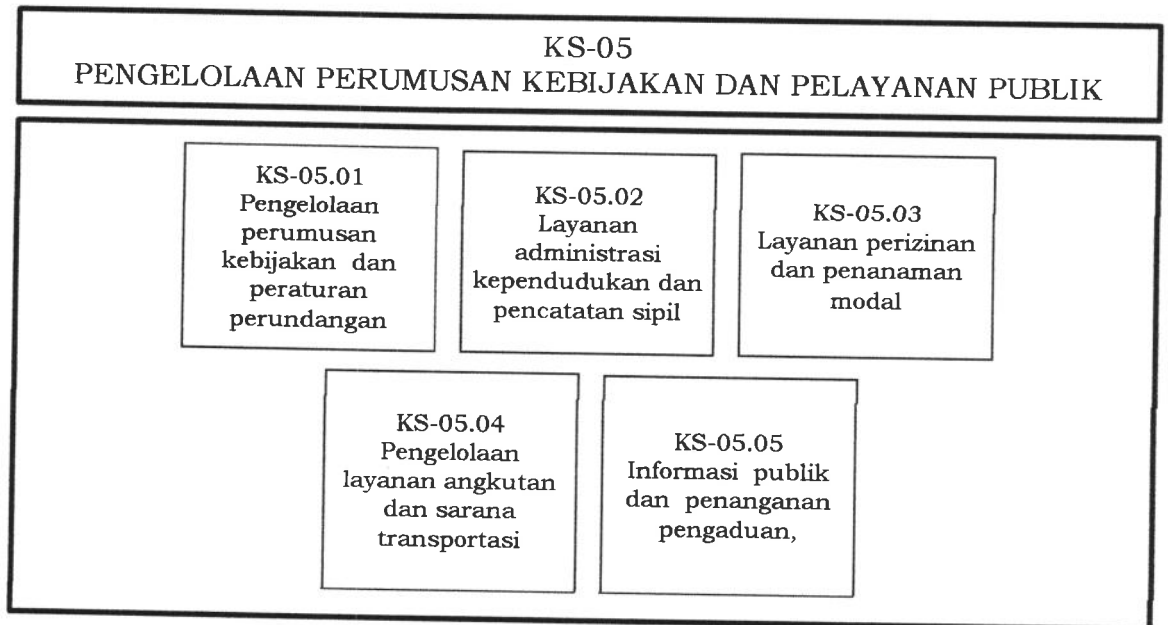 KS-05
PENGELOLAAN PERUMUSAN KEBIJAKAN DAN PELAYANAN PUBLIK
KS-05.01
Pengelolaan
perumusan
kebijakan dan
peraturan
perundangan
KS-05.02
Layanan
administrasi
kependudukan dan
pencatatan sipil
KS-05.03
Layanan perizinan
dan penanaman
modal
KS-05.04
Pengelolaan
layanan angkutan
dan sarana
transportasi
KS-05.05
Informasi publik
dan penanganan
pengaduan,